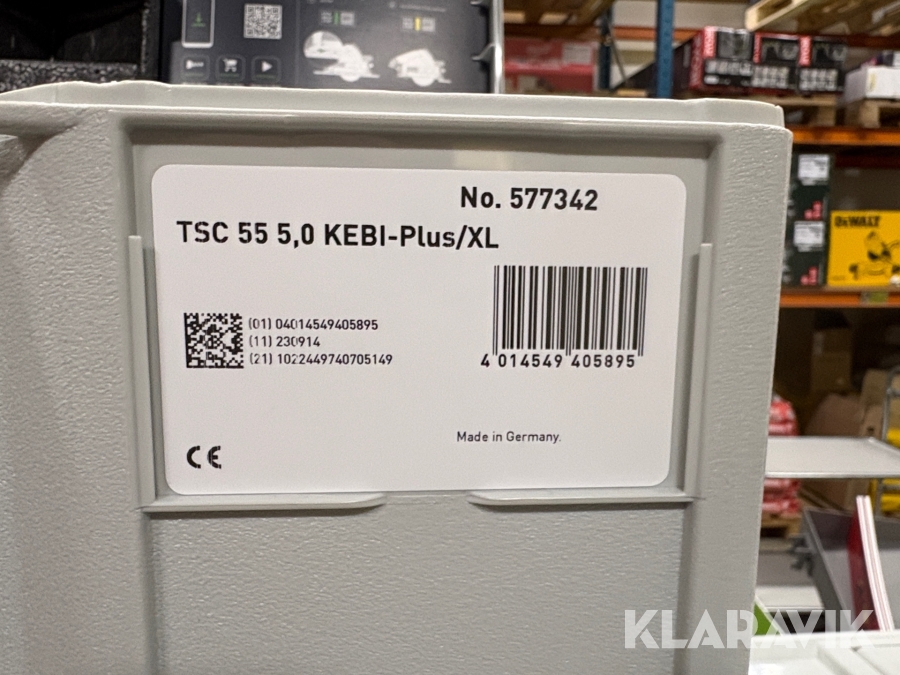 No. 577342
TSC 55 5,0 KEBI-Plus/XL
(01) 04014549405895
(11) 230914
(21) 1022449740705149
4 014549 405895
Made in Germany.
CE
DEWALT
KLARAVIK